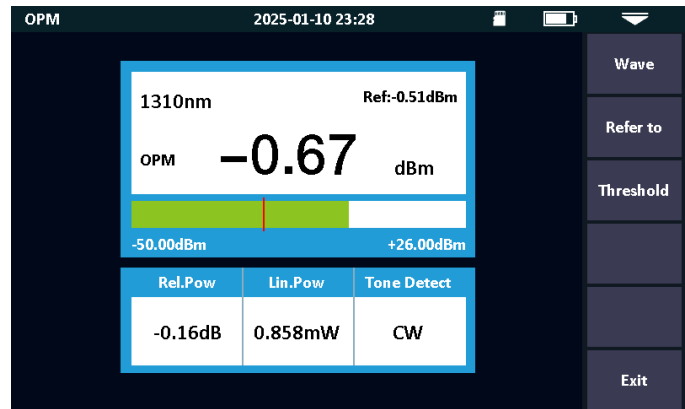 OPM 2025-01-10 23:28
Wave
Refer to
Threshold
Exit
1310nm Ref:-0.51dBm
OPM -0.67 dBm
-50.00dBm +26.00dBm
Rel.Pow Lin.Pow Tone Detect
-0.16dB 0.858mW CW